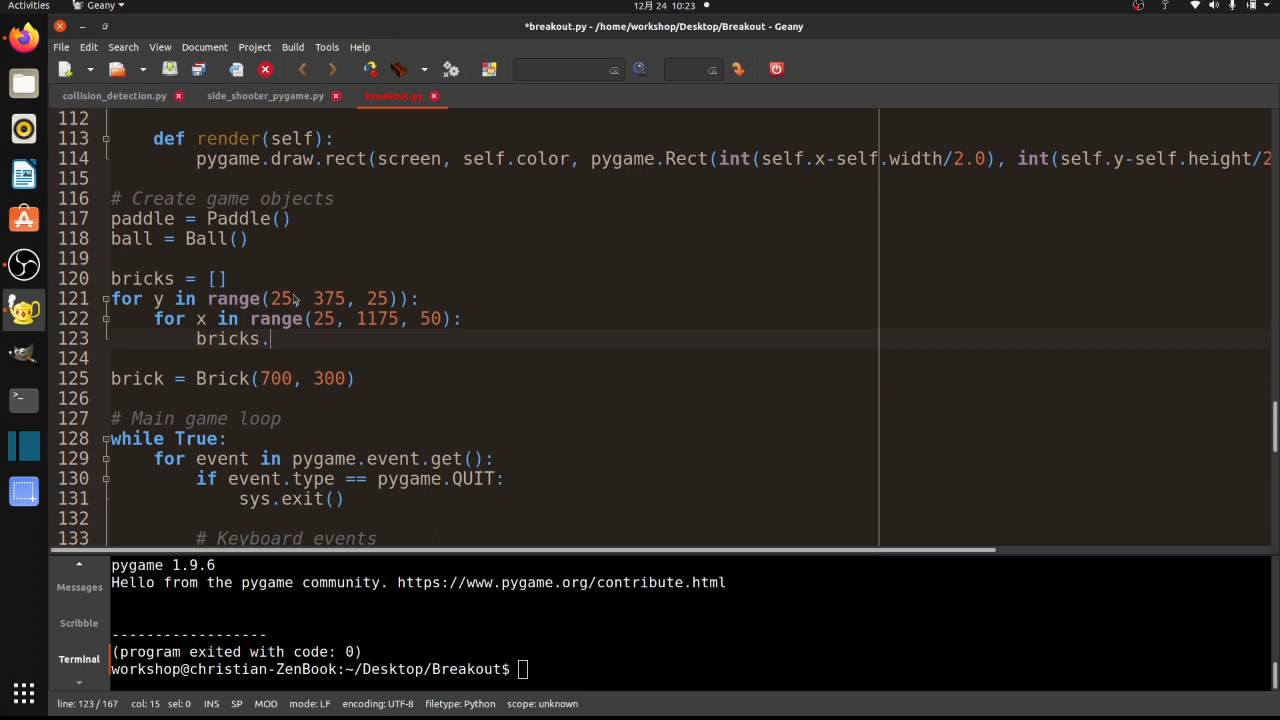 Activities Geany 12月 24 10:23
*breakout.py - /home/workshop/Desktop/Breakout - Geany
File Edit Search View Document Project Build Tools Help
collision_detection.py side_shooter_pygame.py breakout.py
112
113 def render(self):
114 pygame.draw.rect(screen, self.color, pygame.Rect(int(self.x-self.width/2.0), int(self.y-self.height/2
115
116 # Create game objects
117 paddle = Paddle()
118 ball = Ball()
119
120 bricks = []
121 for y in range(25, 375, 25)):
122 for x in range(25, 1175, 50):
123 bricks.
124
125 brick = Brick(700, 300)
126
127 # Main game loop
128 while True:
129 for event in pygame.event.get():
130 if event.type == pygame.QUIT:
131 sys.exit()
132
133 # Keyboard events
pygame 1.9.6
Messages
Hello from the pygame community. https://www.pygame.org/contribute.html
Scribble
------------------
Terminal
(program exited with code: 0)
workshop@christian-ZenBook:~/Desktop/Breakout$
line: 123 / 167 col: 15 sel: 0 INS SP MOD mode: LF encoding: UTF-8 filetype: Python scope: unknown